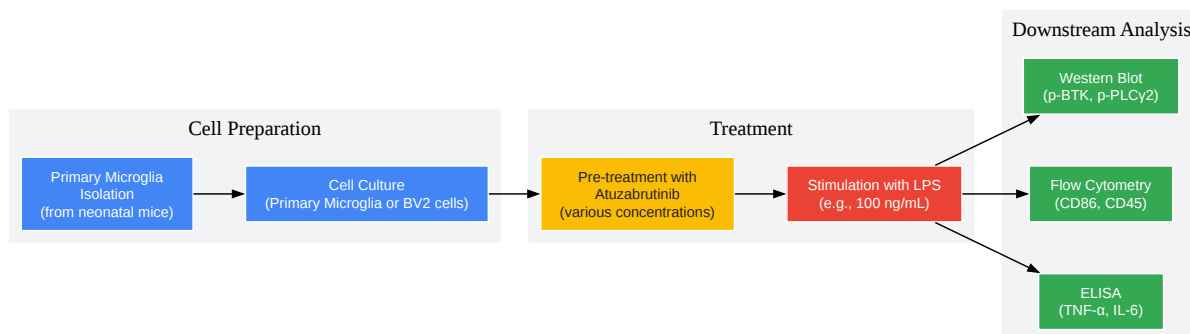 Cell Preparation
Primary Microglia
Isolation
(from neonatal mice)
Cell Culture
(Primary Microglia or BV2 cells)
Treatment
Pre-treatment with
Atuzabrutinib
(various concentrations)
Stimulation with LPS
(e.g., 100 ng/mL)
Downstream Analysis
Western Blot
(p-BTK, p-PLCγ2)
Flow Cytometry
(CD86, CD45)
ELISA
(TNF-α, IL-6)